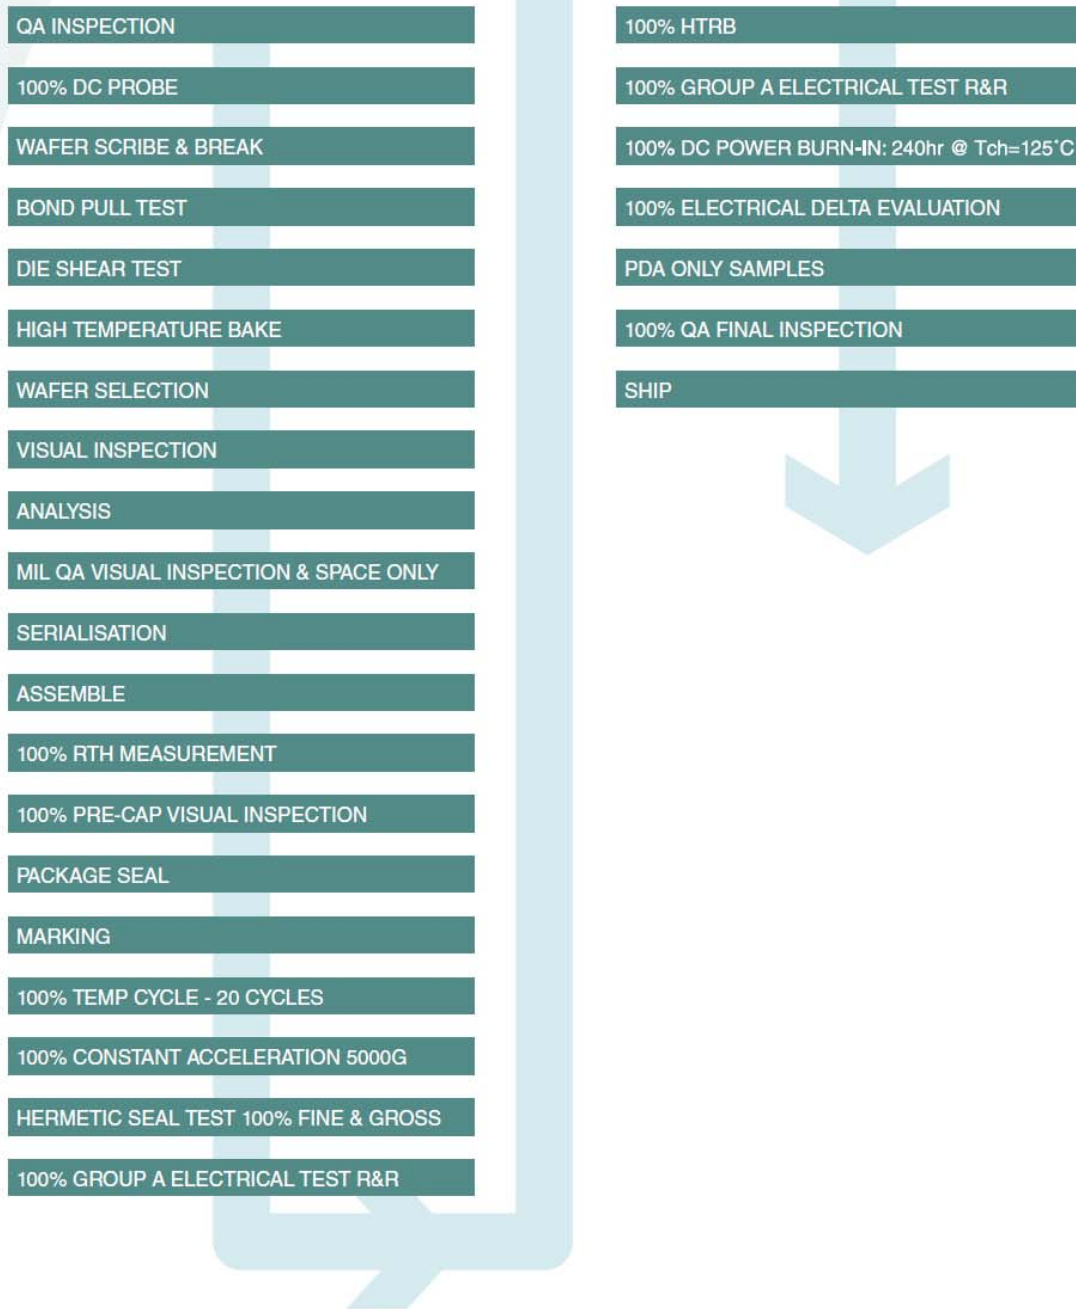 QA INSPECTION
100% DC PROBE
WAFER SCRIBE & BREAK
BOND PULL TEST
DIE SHEAR TEST
HIGH TEMPERATURE BAKE
WAFER SELECTION
VISUAL INSPECTION
ANALYSIS
MIL QA VISUAL INSPECTION & SPACE ONLY
SERIALISATION
ASSEMBLE
100% RTH MEASUREMENT
100% PRE-CAP VISUAL INSPECTION
PACKAGE SEAL
MARKING
100% TEMP CYCLE - 20 CYCLES
100% CONSTANT ACCELERATION 5000G
HERMETIC SEAL TEST 100% FINE & GROSS
100% GROUP A ELECTRICAL TEST R&R
100% HTRB
100% GROUP A ELECTRICAL TEST R&R
100% DC POWER BURN-IN: 240hr @ Tch=125˚C
100% ELECTRICAL DELTA EVALUATION
PDA ONLY SAMPLES
100% QA FINAL INSPECTION
SHIP